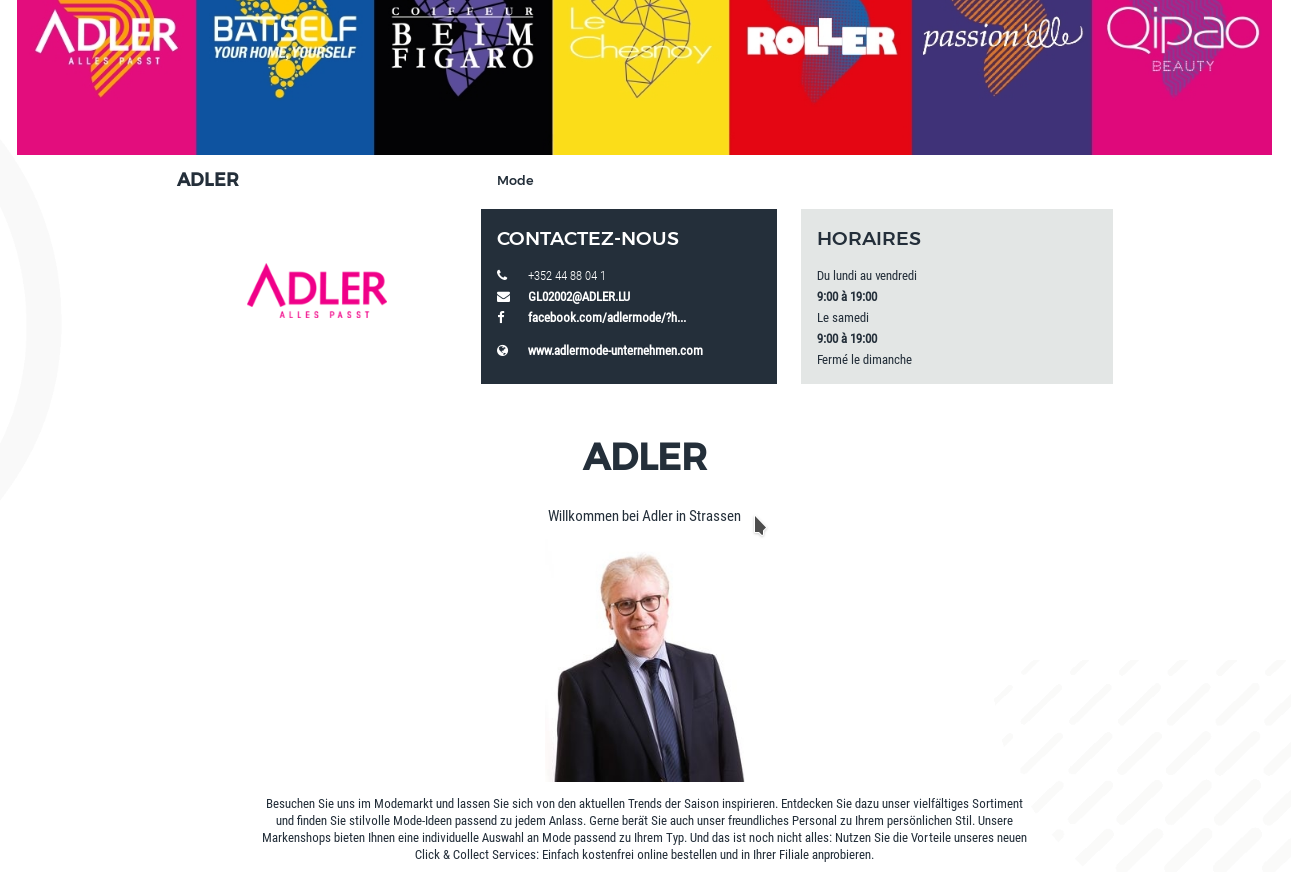 ADLER
ALLES PASST
BATISELF
YOUR HOME, YOURSELF
COIFFEUR
BEIM
FIGARO
Le
Chesnoy
ROLLER
passion'elle
Qipao
BEAUTY
ADLER
Mode
ADLER
ALLES PASST
CONTACTEZ-NOUS
+352 44 88 04 1
GL02002@ADLER.LU
facebook.com/adlermode/?h...
www.adlermode-unternehmen.com
HORAIRES
Du lundi au vendredi
9:00 à 19:00
Le samedi
9:00 à 19:00
Fermé le dimanche
ADLER
Willkommen bei Adler in Strassen
Besuchen Sie uns im Modemarkt und lassen Sie sich von den aktuellen Trends der Saison inspirieren. Entdecken Sie dazu unser vielfältiges Sortiment
und finden Sie stilvolle Mode-Ideen passend zu jedem Anlass. Gerne berät Sie auch unser freundliches Personal zu Ihrem persönlichen Stil. Unsere
Markenshops bieten Ihnen eine individuelle Auswahl an Mode passend zu Ihrem Typ. Und das ist noch nicht alles: Nutzen Sie die Vorteile unseres neuen
Click & Collect Services: Einfach kostenfrei online bestellen und in Ihrer Filiale anprobieren.